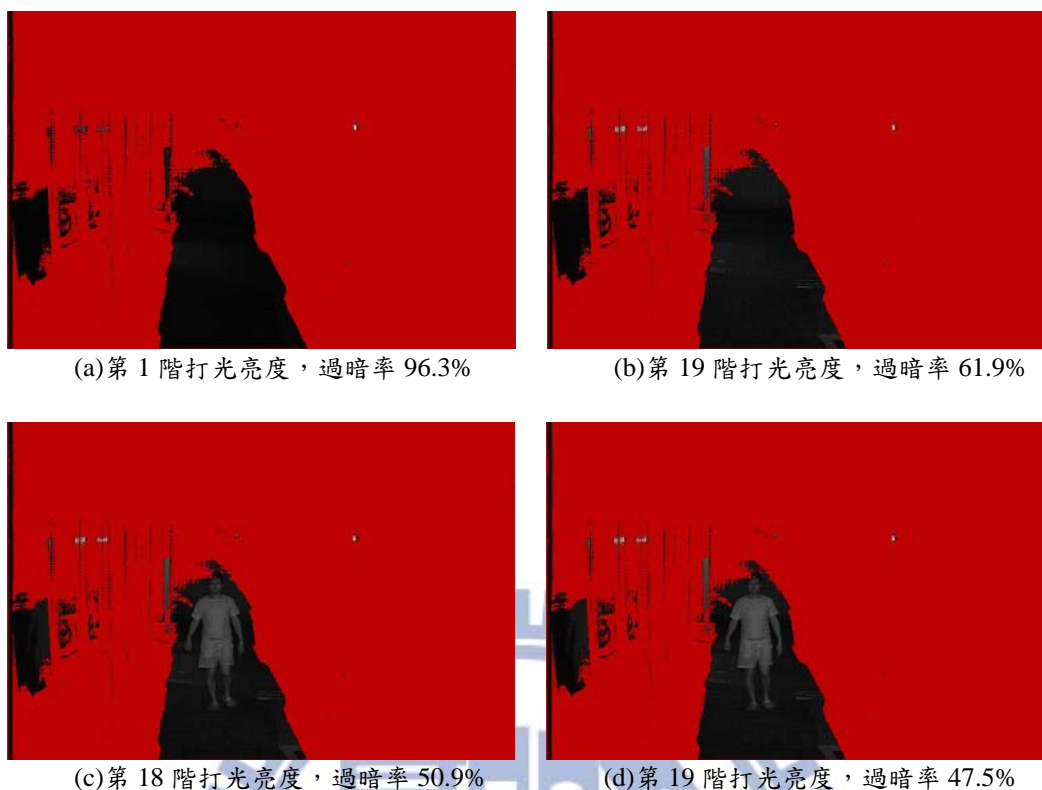 (a)第 1 階打光亮度，過暗率 96.3%
(b)第 19 階打光亮度，過暗率 61.9%
(c)第 18 階打光亮度，過暗率 50.9%
(d)第 19 階打光亮度，過暗率 47.5%